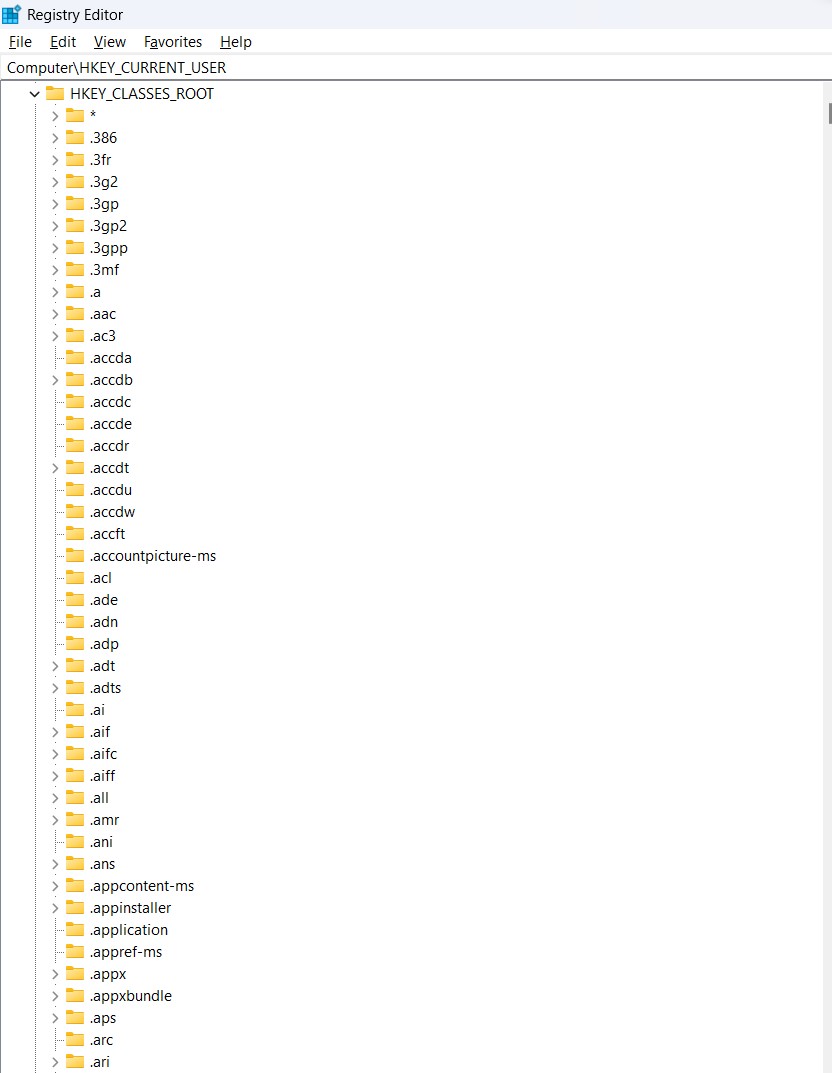 Registry Editor
File Edit View Favorites Help
Computer\HKEY_CURRENT_USER
HKEY_CLASSES_ROOT
*
.386
.3fr
.3g2
.3gp
.3gp2
.3gpp
.3mf
.a
.aac
.ac3
.accda
.accdb
.accdc
.accde
.accdr
.accdt
.accdu
.accdw
.accft
.accountpicture-ms
.acl
.ade
.adn
.adp
.adt
.adts
.ai
.aif
.aifc
.aiff
.all
.amr
.ani
.ans
.appcontent-ms
.appinstaller
.application
.appref-ms
.appx
.appxbundle
.aps
.arc
.ari